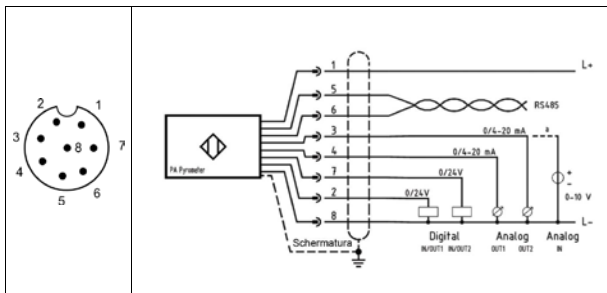 2
1
3
8
7
4
5
6
PA Pyrometer
Schermatura
1
L+
5
RS485
6
3
0/4-20 mA
4
0/4-20 mA
7
0/24V
+
-
0-10 V
2
0/24V
8
L-
Digital
Analog
Analog
IN/OUT1 IN/OUT2
OUT1 OUT2
IN